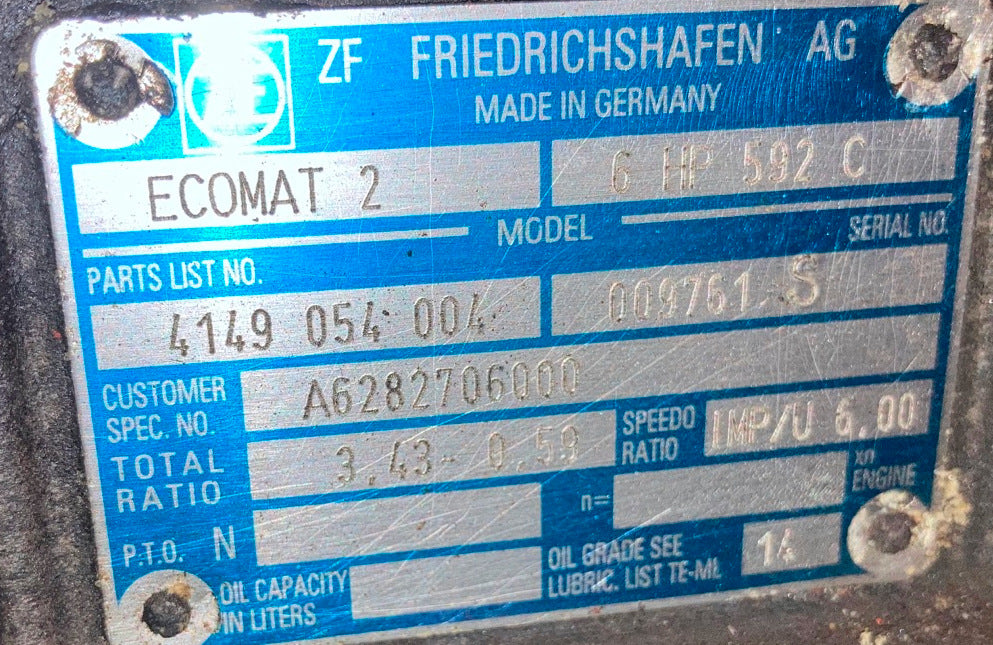 ZF FRIEDRICHSHAFEN AG
MADE IN GERMANY
ECOMAT 2 6 HP 592 C
MODEL
PARTS LIST NO. SERIAL NO.
4149 054 004 009761 S
CUSTOMER SPEC. NO. A6282706000
TOTAL RATIO 3,43- 0,59 SPEEDO RATIO IMP/U 6.00
P.T.O. N n= xn ENGINE
OIL CAPACITY IN LITERS OIL GRADE SEE LUBRIC. LIST TE-ML 14